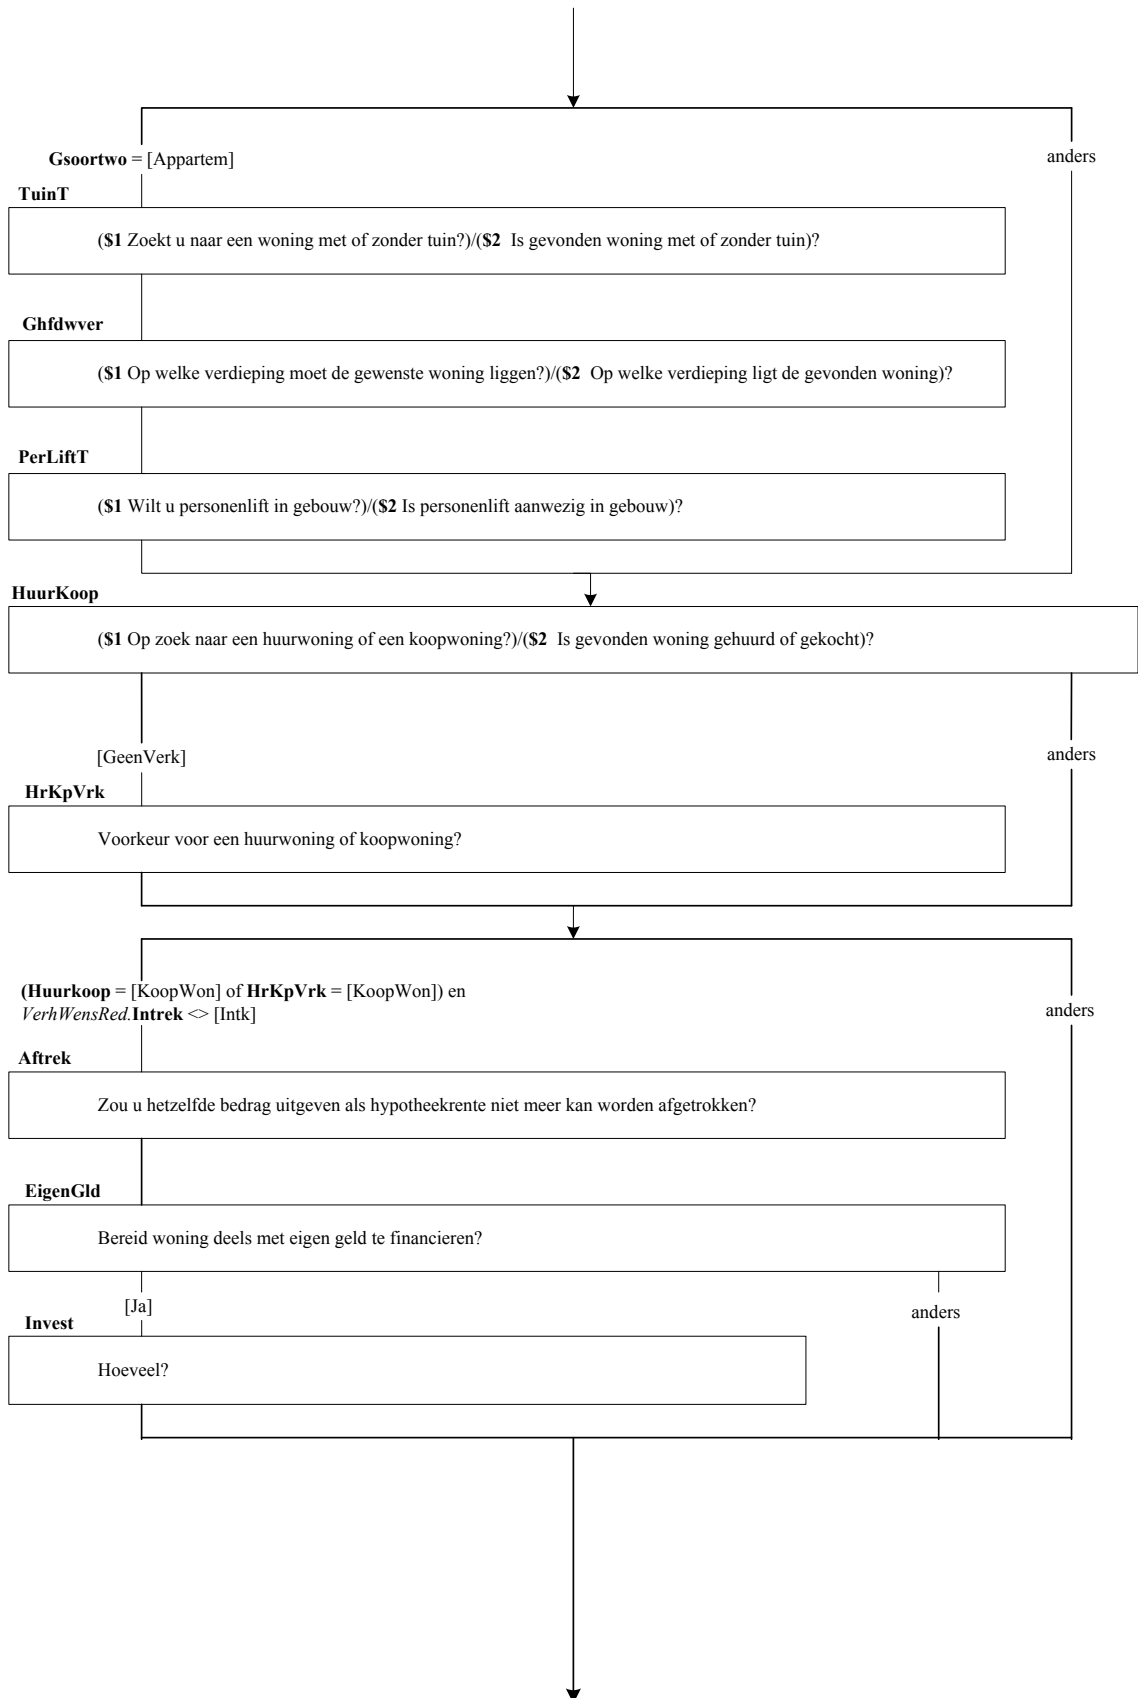 Gsoortwo = [Appartem]
anders
TuinT
($1 Zoekt u naar een woning met of zonder tuin?)/($2 Is gevonden woning met of zonder tuin)?
Ghfdwver
($1 Op welke verdieping moet de gewenste woning liggen?)/($2 Op welke verdieping ligt de gevonden woning)?
PerLiftT
($1 Wilt u personenlift in gebouw?)/($2 Is personenlift aanwezig in gebouw)?
HuurKoop
($1 Op zoek naar een huurwoning of een koopwoning?)/($2 Is gevonden woning gehuurd of gekocht)?
[GeenVerk]
anders
HrKpVrk
Voorkeur voor een huurwoning of koopwoning?
(Huurkoop = [KoopWon] of HrKpVrk = [KoopWon]) en
VerhWensRed.Intrek <> [Intk]
anders
Aftrek
Zou u hetzelfde bedrag uitgeven als hypotheekrente niet meer kan worden afgetrokken?
EigenGld
Bereid woning deels met eigen geld te financieren?
[Ja]
anders
Invest
Hoeveel?